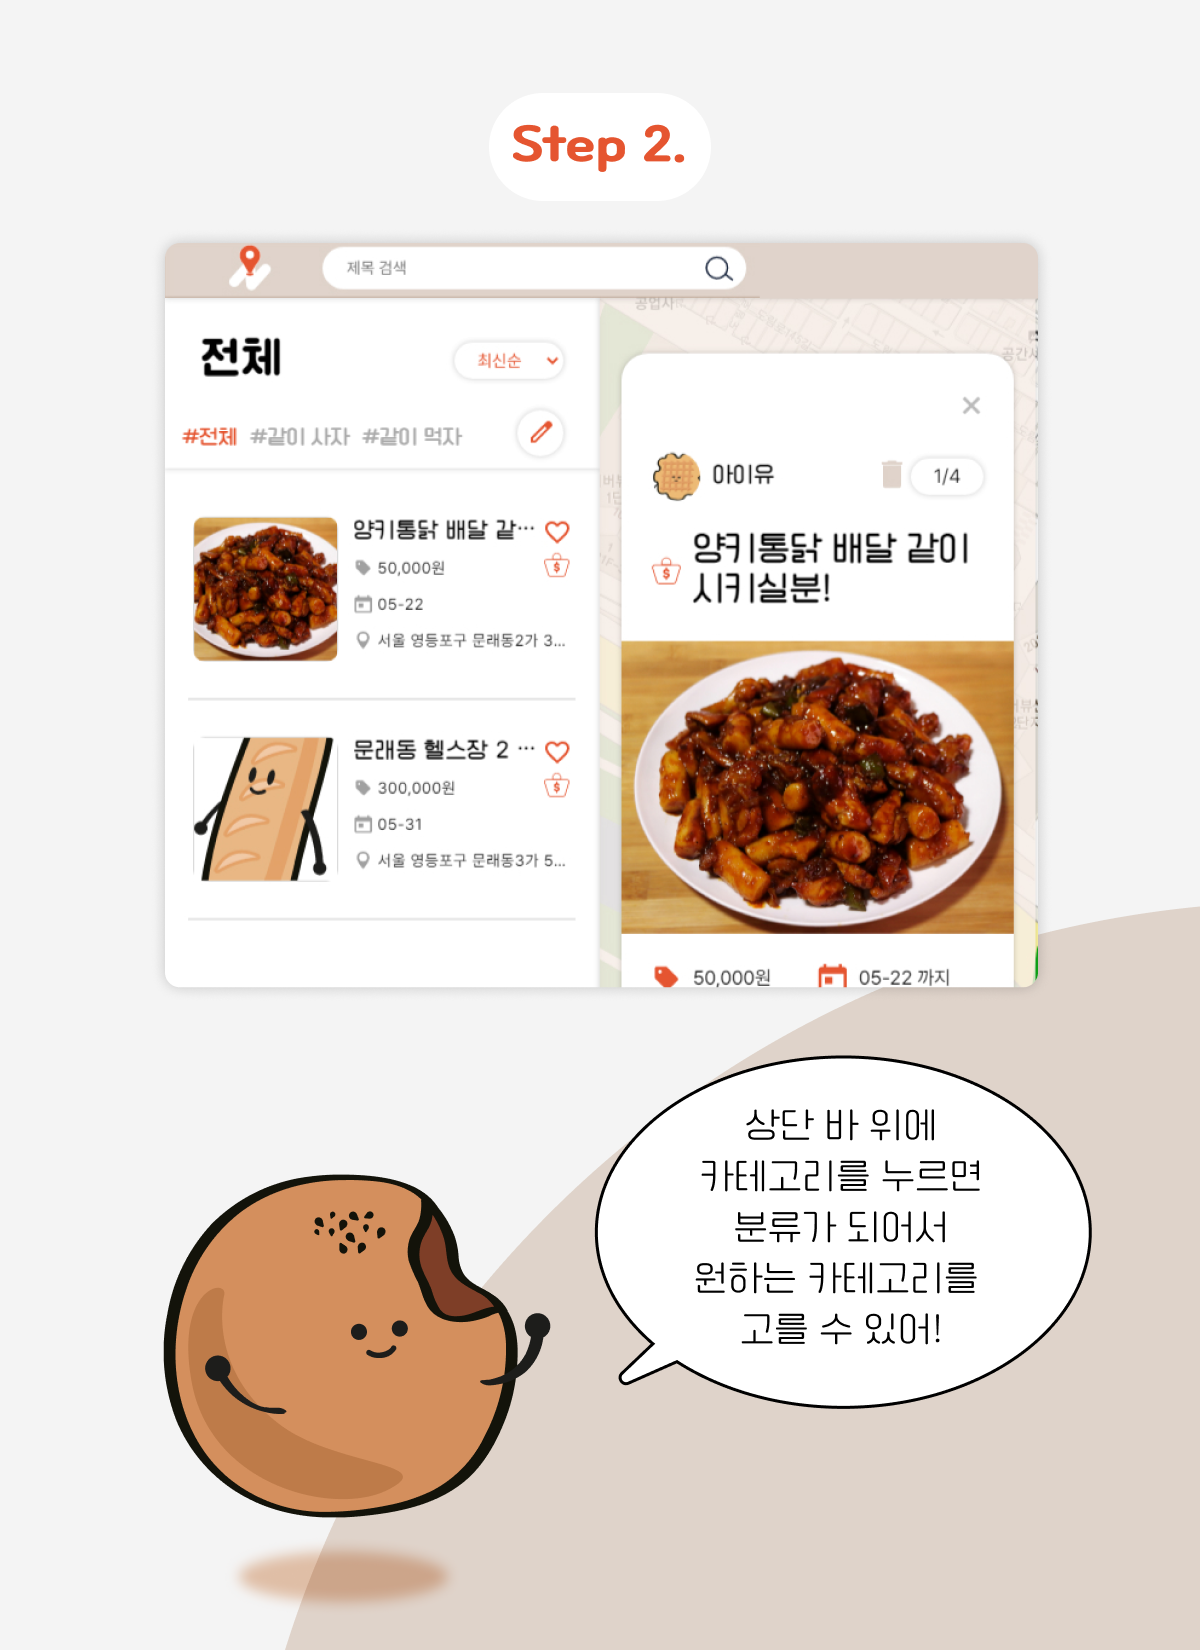 Step 2.
제목 검색
전체
최신순
#전체 #같이 사자 #같이 먹자
양키통닭 배달 같…
50,000원
05-22
서울 영등포구 문래동2가 3...
문래동 헬스장 2 …
300,000원
05-31
서울 영등포구 문래동3가 5...
공업사
아이유
1/4
양키통닭 배달 같이
시키실분!
50,000원
05-22 까지
상단 바 위에
카테고리를 누르면
분류가 되어서
원하는 카테고리를
고를 수 있어!